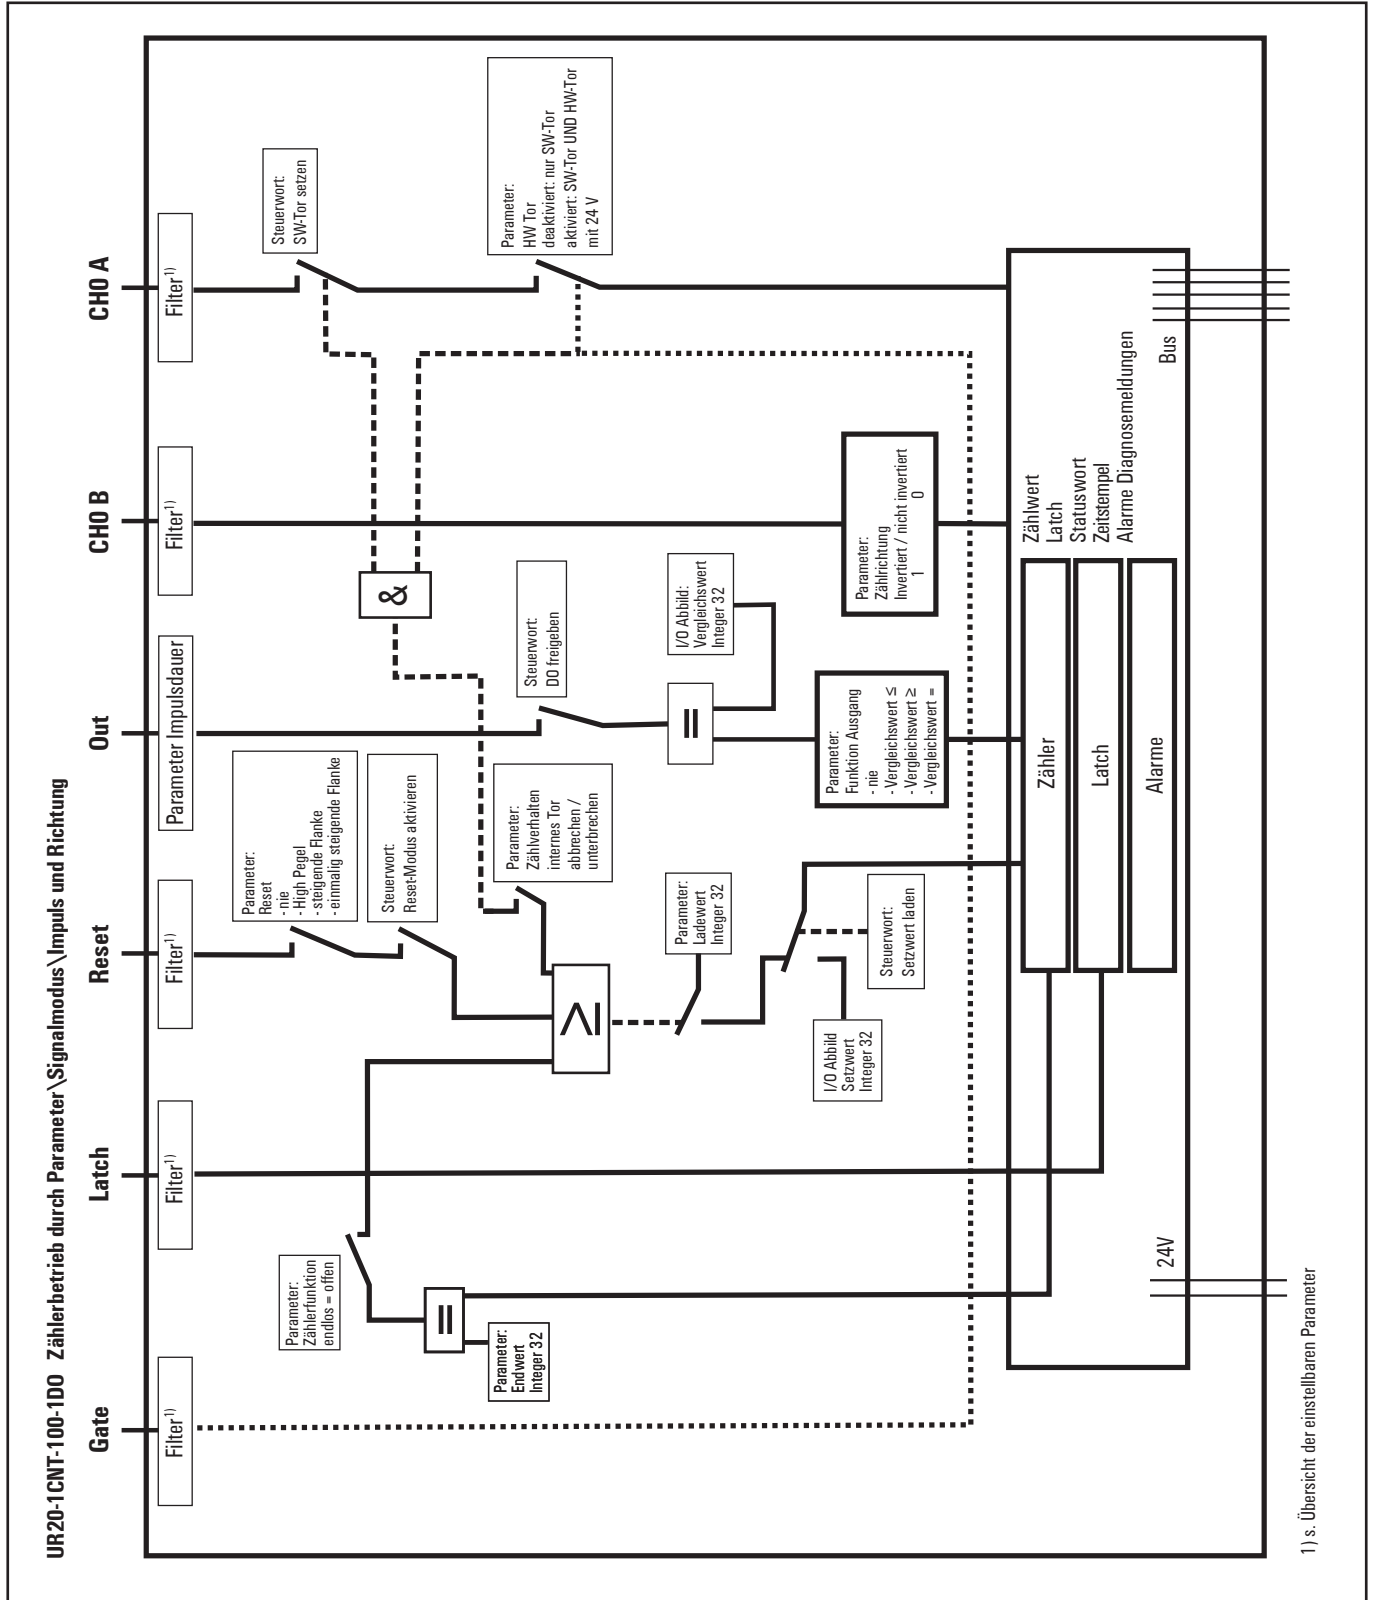 UR20-1CNT-100-1DO Zählerbetrieb durch Parameter\Signalmodus\Impuls und Richtung
Gate
Latch
Reset
Out
CH0 B
CH0 A
Filter1)
Filter1)
Filter1)
Parameter Impulsdauer
Filter1)
Filter1)
Parameter:
Zählerfunktion
endlos = offen
=
Parameter:
Endwert
Integer 32
Parameter:
Reset
- nie
- High Pegel
- steigende Flanke
- einmalig steigende Flanke
Steuerwort:
Reset-Modus aktivieren
Parameter:
Zählverhalten
internes Tor
abbrechen /
unterbrechen
≥
Parameter:
Ladewert
Integer 32
I/O Abbild
Setzwert
Integer 32
Steuerwort:
Setzwert laden
Steuerwort:
DO freigeben
=
I/O Abbild:
Vergleichswert
Integer 32
Parameter:
Funktion Ausgang
- nie
- Vergleichswert ≤
- Vergleichswert ≥
- Vergleichswert =
&
Steuerwort:
SW-Tor setzen
Parameter:
HW Tor
deaktiviert: nur SW-Tor
aktiviert: SW-Tor UND HW-Tor
mit 24 V
Parameter:
Zählrichtung
Invertiert / nicht invertiert
1 0
Zähler
Latch
Alarme
Zählwert
Latch
Statuswort
Zeitstempel
Alarme Diagnosemeldungen
24V
Bus
1) s. Übersicht der einstellbaren Parameter